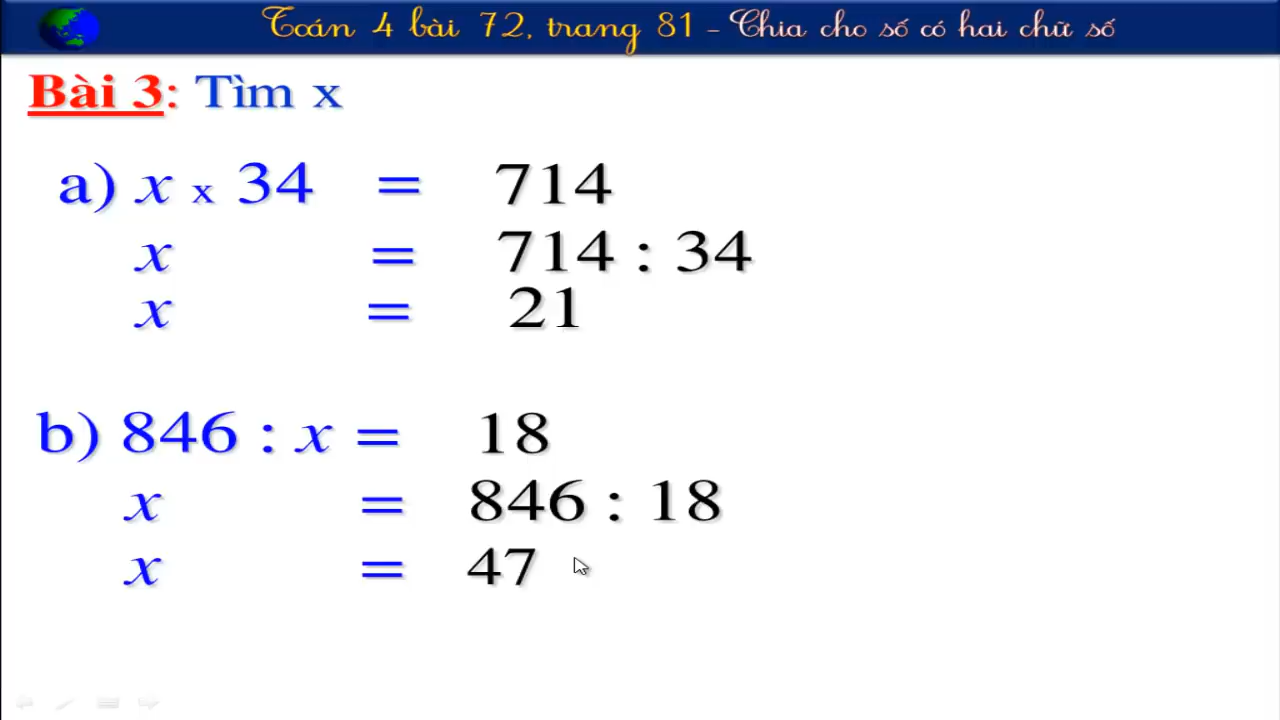 Toán 4 bài 72, trang 81 - Chia cho số có hai chữ số
Bài 3: Tìm x
a) x x 34 = 714
x = 714 : 34
x = 21
b) 846 : x = 18
x = 846 : 18
x = 47